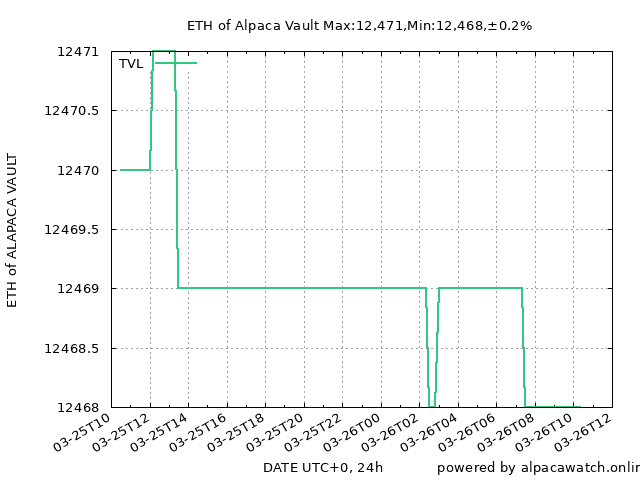 ETH of Alpaca Vault Max:12,471,Min:12,468,±0.2%
TVL
12471
12470.5
12470
12469.5
12469
12468.5
12468
ETH of ALAPACA VAULT
03-25T10
03-25T12
03-25T14
03-25T16
03-25T18
03-25T20
03-25T22
03-26T00
03-26T02
03-26T04
03-26T06
03-26T08
03-26T10
03-26T12
DATE UTC+0, 24h
powered by alpacawatch.onlin